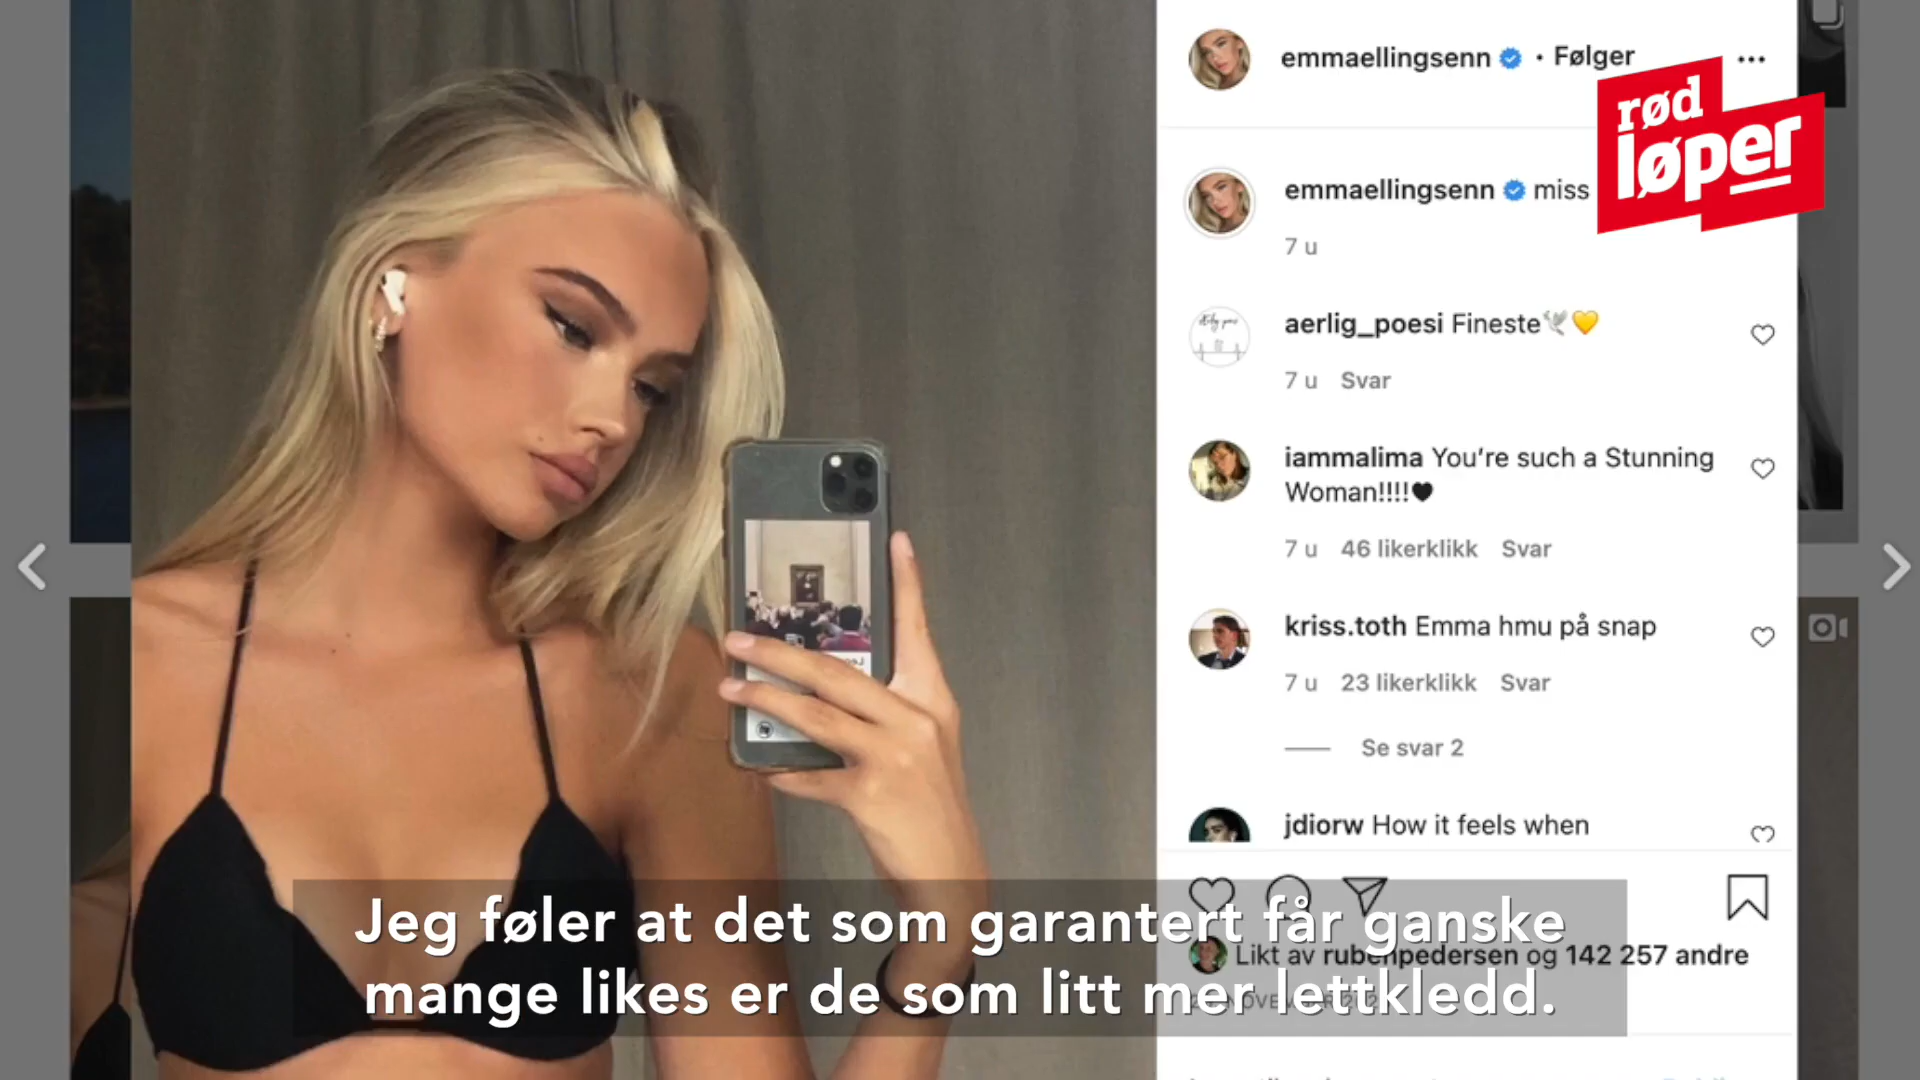 emmaellingsenn • Følger
rød
løper
emmaellingsenn miss
7 u
aerlig_poesi Fineste🕊💛
7 u Svar
iammalima You're such a Stunning
Woman!!!!🖤
7 u 46 likerklikk Svar
kriss.toth Emma hmu på snap
7 u 23 likerklikk Svar
Se svar 2
jdiorw How it feels when
Likt av rubenpedersen og 142 257 andre
Jeg føler at det som garantert får ganske
mange likes er de som litt mer lettkledd.